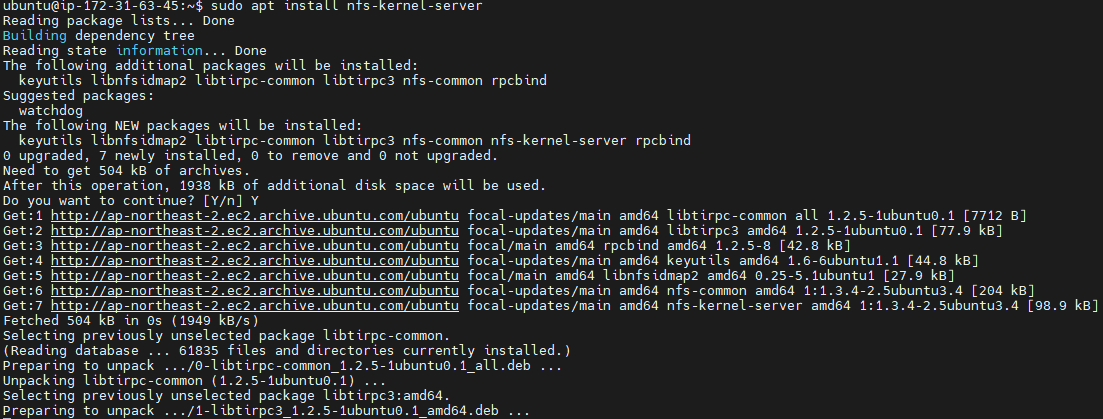 ubuntu@ip-172-31-63-45:~$ sudo apt install nfs-kernel-server
Reading package lists... Done
Building dependency tree
Reading state information... Done
The following additional packages will be installed:
  keyutils libnfsidmap2 libtirpc-common libtirpc3 nfs-common rpcbind
Suggested packages:
  watchdog
The following NEW packages will be installed:
  keyutils libnfsidmap2 libtirpc-common libtirpc3 nfs-common nfs-kernel-server rpcbind
0 upgraded, 7 newly installed, 0 to remove and 0 not upgraded.
Need to get 504 kB of archives.
After this operation, 1938 kB of additional disk space will be used.
Do you want to continue? [Y/n] Y
Get:1 http://ap-northeast-2.ec2.archive.ubuntu.com/ubuntu focal-updates/main amd64 libtirpc-common all 1.2.5-1ubuntu0.1 [7712 B]
Get:2 http://ap-northeast-2.ec2.archive.ubuntu.com/ubuntu focal-updates/main amd64 libtirpc3 amd64 1.2.5-1ubuntu0.1 [77.9 kB]
Get:3 http://ap-northeast-2.ec2.archive.ubuntu.com/ubuntu focal/main amd64 rpcbind amd64 1.2.5-8 [42.8 kB]
Get:4 http://ap-northeast-2.ec2.archive.ubuntu.com/ubuntu focal-updates/main amd64 keyutils amd64 1.6-6ubuntu1.1 [44.8 kB]
Get:5 http://ap-northeast-2.ec2.archive.ubuntu.com/ubuntu focal/main amd64 libnfsidmap2 amd64 0.25-5.1ubuntu1 [27.9 kB]
Get:6 http://ap-northeast-2.ec2.archive.ubuntu.com/ubuntu focal-updates/main amd64 nfs-common amd64 1:1.3.4-2.5ubuntu3.4 [204 kB]
Get:7 http://ap-northeast-2.ec2.archive.ubuntu.com/ubuntu focal-updates/main amd64 nfs-kernel-server amd64 1:1.3.4-2.5ubuntu3.4 [98.9 kB]
Fetched 504 kB in 0s (1949 kB/s)
Selecting previously unselected package libtirpc-common.
(Reading database ... 61835 files and directories currently installed.)
Preparing to unpack .../0-libtirpc-common_1.2.5-1ubuntu0.1_all.deb ...
Unpacking libtirpc-common (1.2.5-1ubuntu0.1) ...
Selecting previously unselected package libtirpc3:amd64.
Preparing to unpack .../1-libtirpc3_1.2.5-1ubuntu0.1_amd64.deb ...